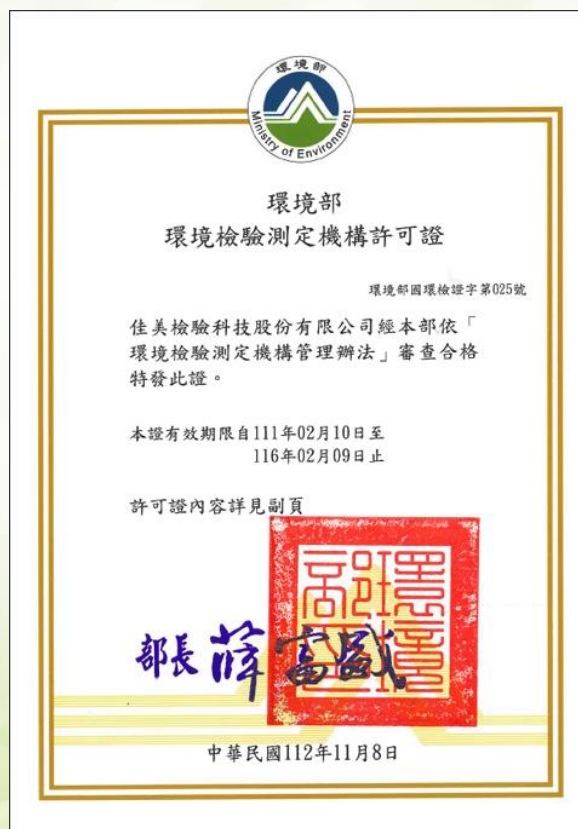 環境部
Ministry of Environment
環境部
環境檢驗測定機構許可證
環境部國環檢證字第025號
佳美檢驗科技股份有限公司經本部依「
環境檢驗測定機構管理辦法」審查合格
特發此證。
本證有效期限自111年02月10日至
116年02月09日止
許可證內容詳見副頁
部長 薛富盛
中華民國112年11月8日